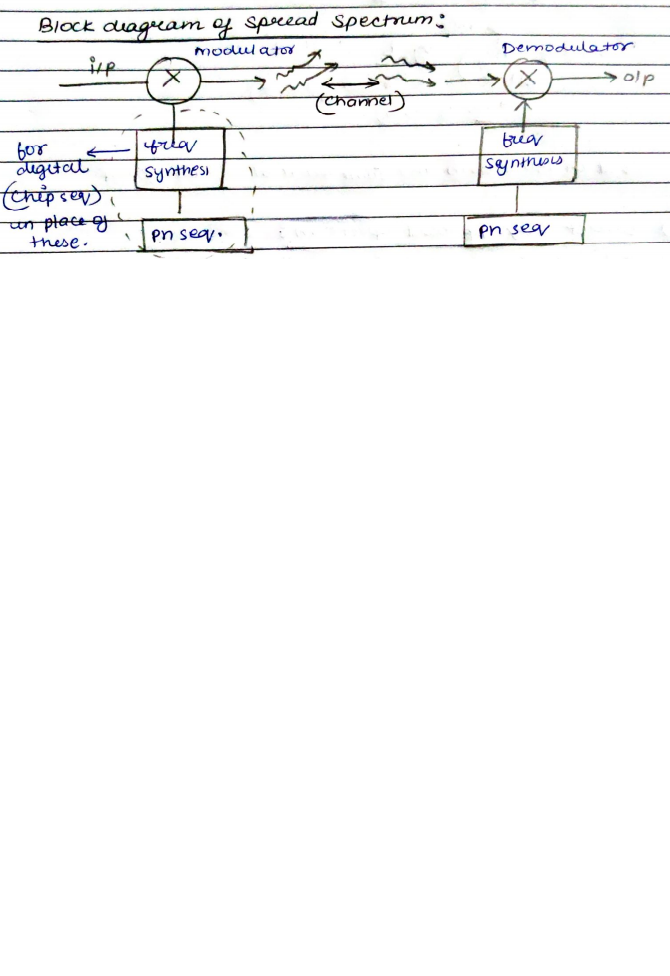 Block diagram of Spread Spectrum:
modulator
Demodulator
i/p
X
X
o/p
(Channel)
for
digital
(Chip seq)
in place of
these.
freq
synthesi
pn seq.
freq
synthesis
pn seq